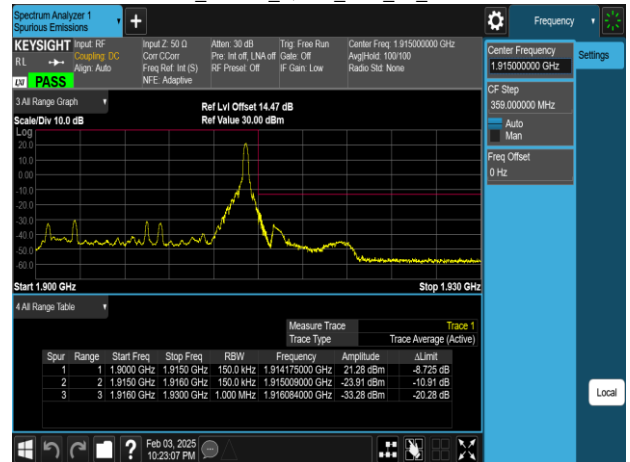 Spectrum Analyzer 1
Spurious Emissions
Frequency
KEYSIGHT
RL
LXI
PASS
Input: RF
Coupling: DC
Align: Auto
Input Z: 50 Ω
Corr CCorr
Freq Ref: Int (S)
NFE: Adaptive
Atten: 30 dB
Pre: Int off, LNA off
RF Presel: Off
Trig: Free Run
Gate: Off
IF Gain: Low
Center Freq: 1.915000000 GHz
Avg|Hold: 100/100
Radio Std: None
3 All Range Graph
Scale/Div 10.0 dB
Ref Lvl Offset 14.47 dB
Ref Value 30.00 dBm
Log
20.0
10.0
0.00
-10.0
-20.0
-30.0
-40.0
-50.0
-60.0
Start 1.900 GHz
Stop 1.930 GHz
4 All Range Table
Measure Trace Trace 1
Trace Type Trace Average (Active)
Spur Range Start Freq Stop Freq RBW Frequency Amplitude ΔLimit
1 1 1.9000 GHz 1.9150 GHz 150.0 kHz 1.914175000 GHz 21.28 dBm -8.725 dB
2 2 1.9150 GHz 1.9160 GHz 150.0 kHz 1.915009000 GHz -23.91 dBm -10.91 dB
3 3 1.9160 GHz 1.9300 GHz 1.000 MHz 1.916084000 GHz -33.28 dBm -20.28 dB
Center Frequency
1.915000000 GHz
Settings
CF Step
359.000000 MHz
Auto
Man
Freq Offset
0 Hz
Local
Feb 03, 2025
10:23:07 PM